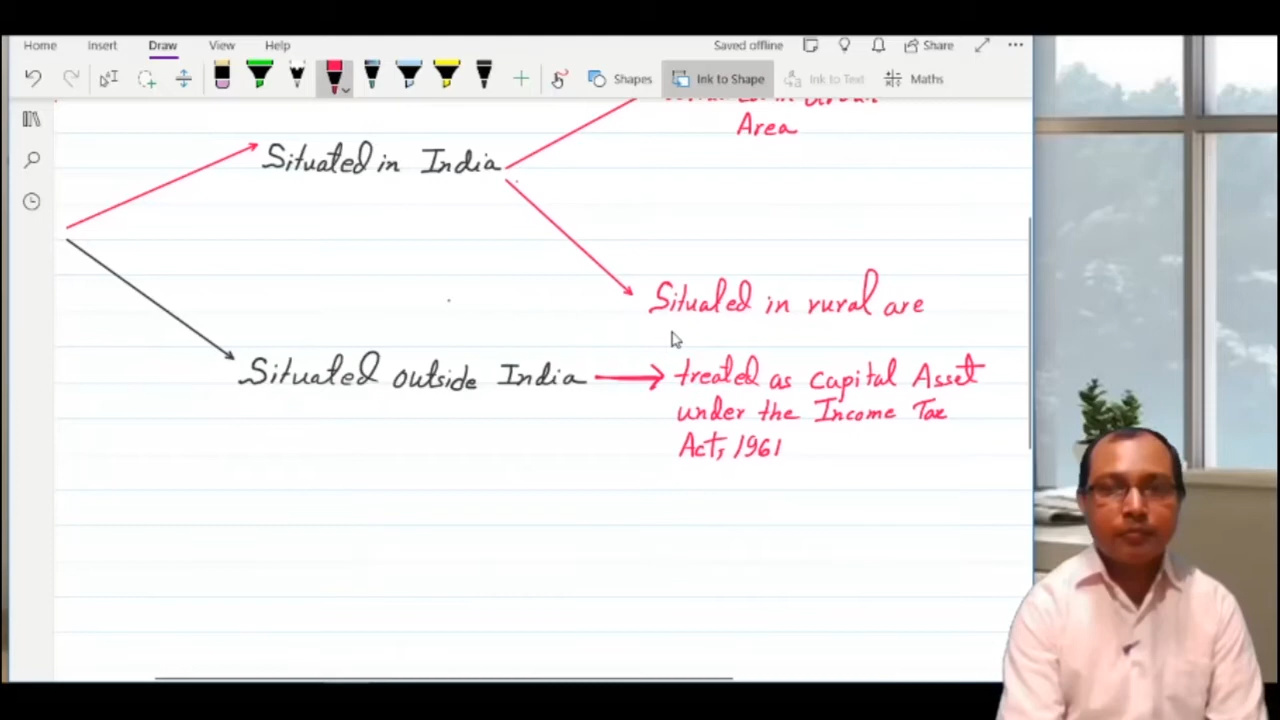 Home Insert Draw View Help Saved offline Share
Shapes Ink to Shape Ink to Text Maths
Area
Situated in India
Situated in rural are
Situated outside India treated as Capital Asset
under the Income Tax
Act, 1961